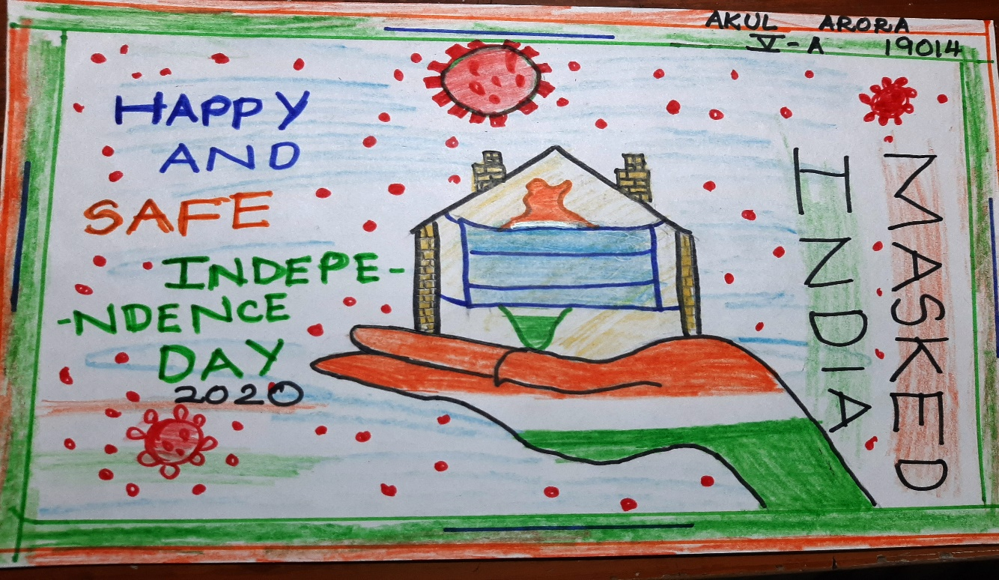 AKUL ARORA
V-A 19014
HAPPY
AND
SAFE
INDEPE-
-NDENCE
DAY
2020
MASKED
INDIA